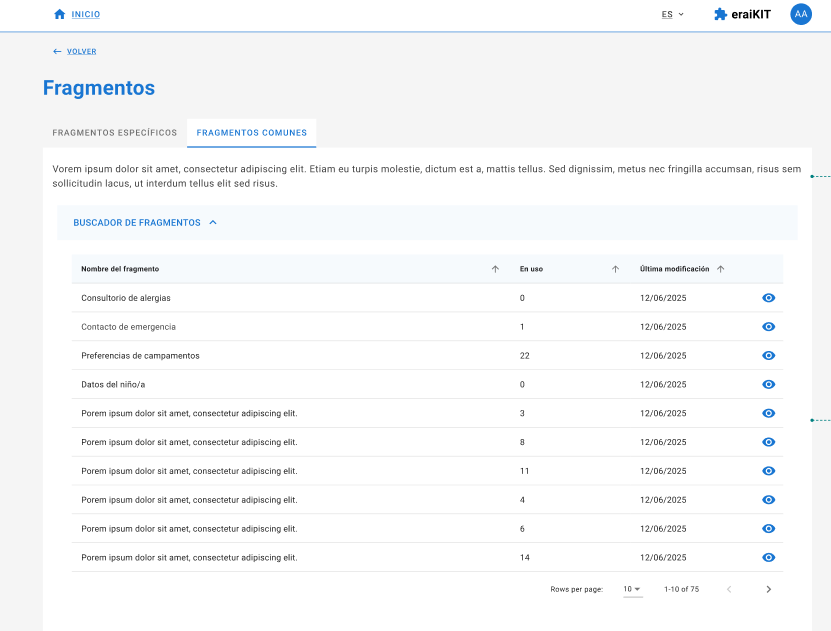 INICIO
ES
eraiKIT
AA
VOLVER
Fragmentos
FRAGMENTOS ESPECÍFICOS FRAGMENTOS COMUNES
Vorem ipsum dolor sit amet, consectetur adipiscing elit. Etiam eu turpis molestie, dictum est a, mattis tellus. Sed dignissim, metus nec fringilla accumsan, risus sem
sollicitudin lacus, ut interdum tellus elit sed risus.
BUSCADOR DE FRAGMENTOS
Nombre del fragmento En uso Última modificación
Consultorio de alergias 0 12/06/2025
Contacto de emergencia 1 12/06/2025
Preferencias de campamentos 22 12/06/2025
Datos del niño/a 0 12/06/2025
Porem ipsum dolor sit amet, consectetur adipiscing elit. 3 12/06/2025
Porem ipsum dolor sit amet, consectetur adipiscing elit. 8 12/06/2025
Porem ipsum dolor sit amet, consectetur adipiscing elit. 11 12/06/2025
Porem ipsum dolor sit amet, consectetur adipiscing elit. 4 12/06/2025
Porem ipsum dolor sit amet, consectetur adipiscing elit. 6 12/06/2025
Porem ipsum dolor sit amet, consectetur adipiscing elit. 14 12/06/2025
Rows per page: 10 1-10 of 75